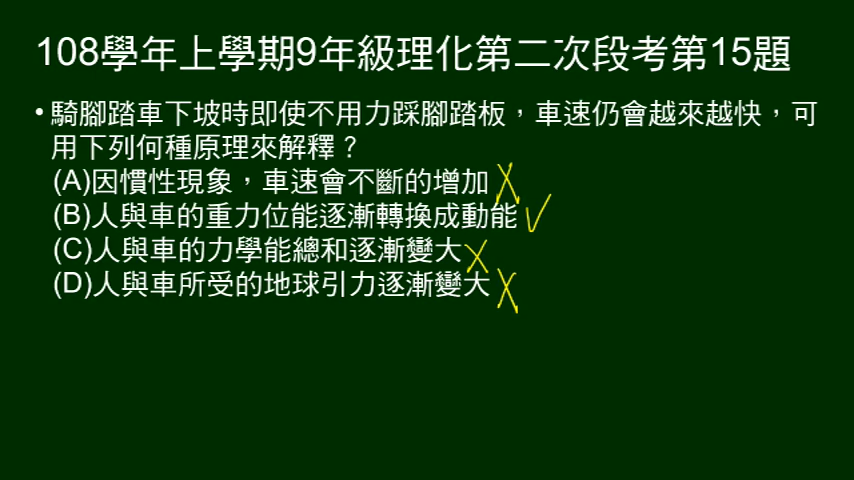 108學年上學期9年級理化第二次段考第15題
•騎腳踏車下坡時即使不用力踩腳踏板，車速仍會越來越快，可
用下列何種原理來解釋？
(A)因慣性現象，車速會不斷的增加
(B)人與車的重力位能逐漸轉換成動能
(C)人與車的力學能總和逐漸變大
(D)人與車所受的地球引力逐漸變大